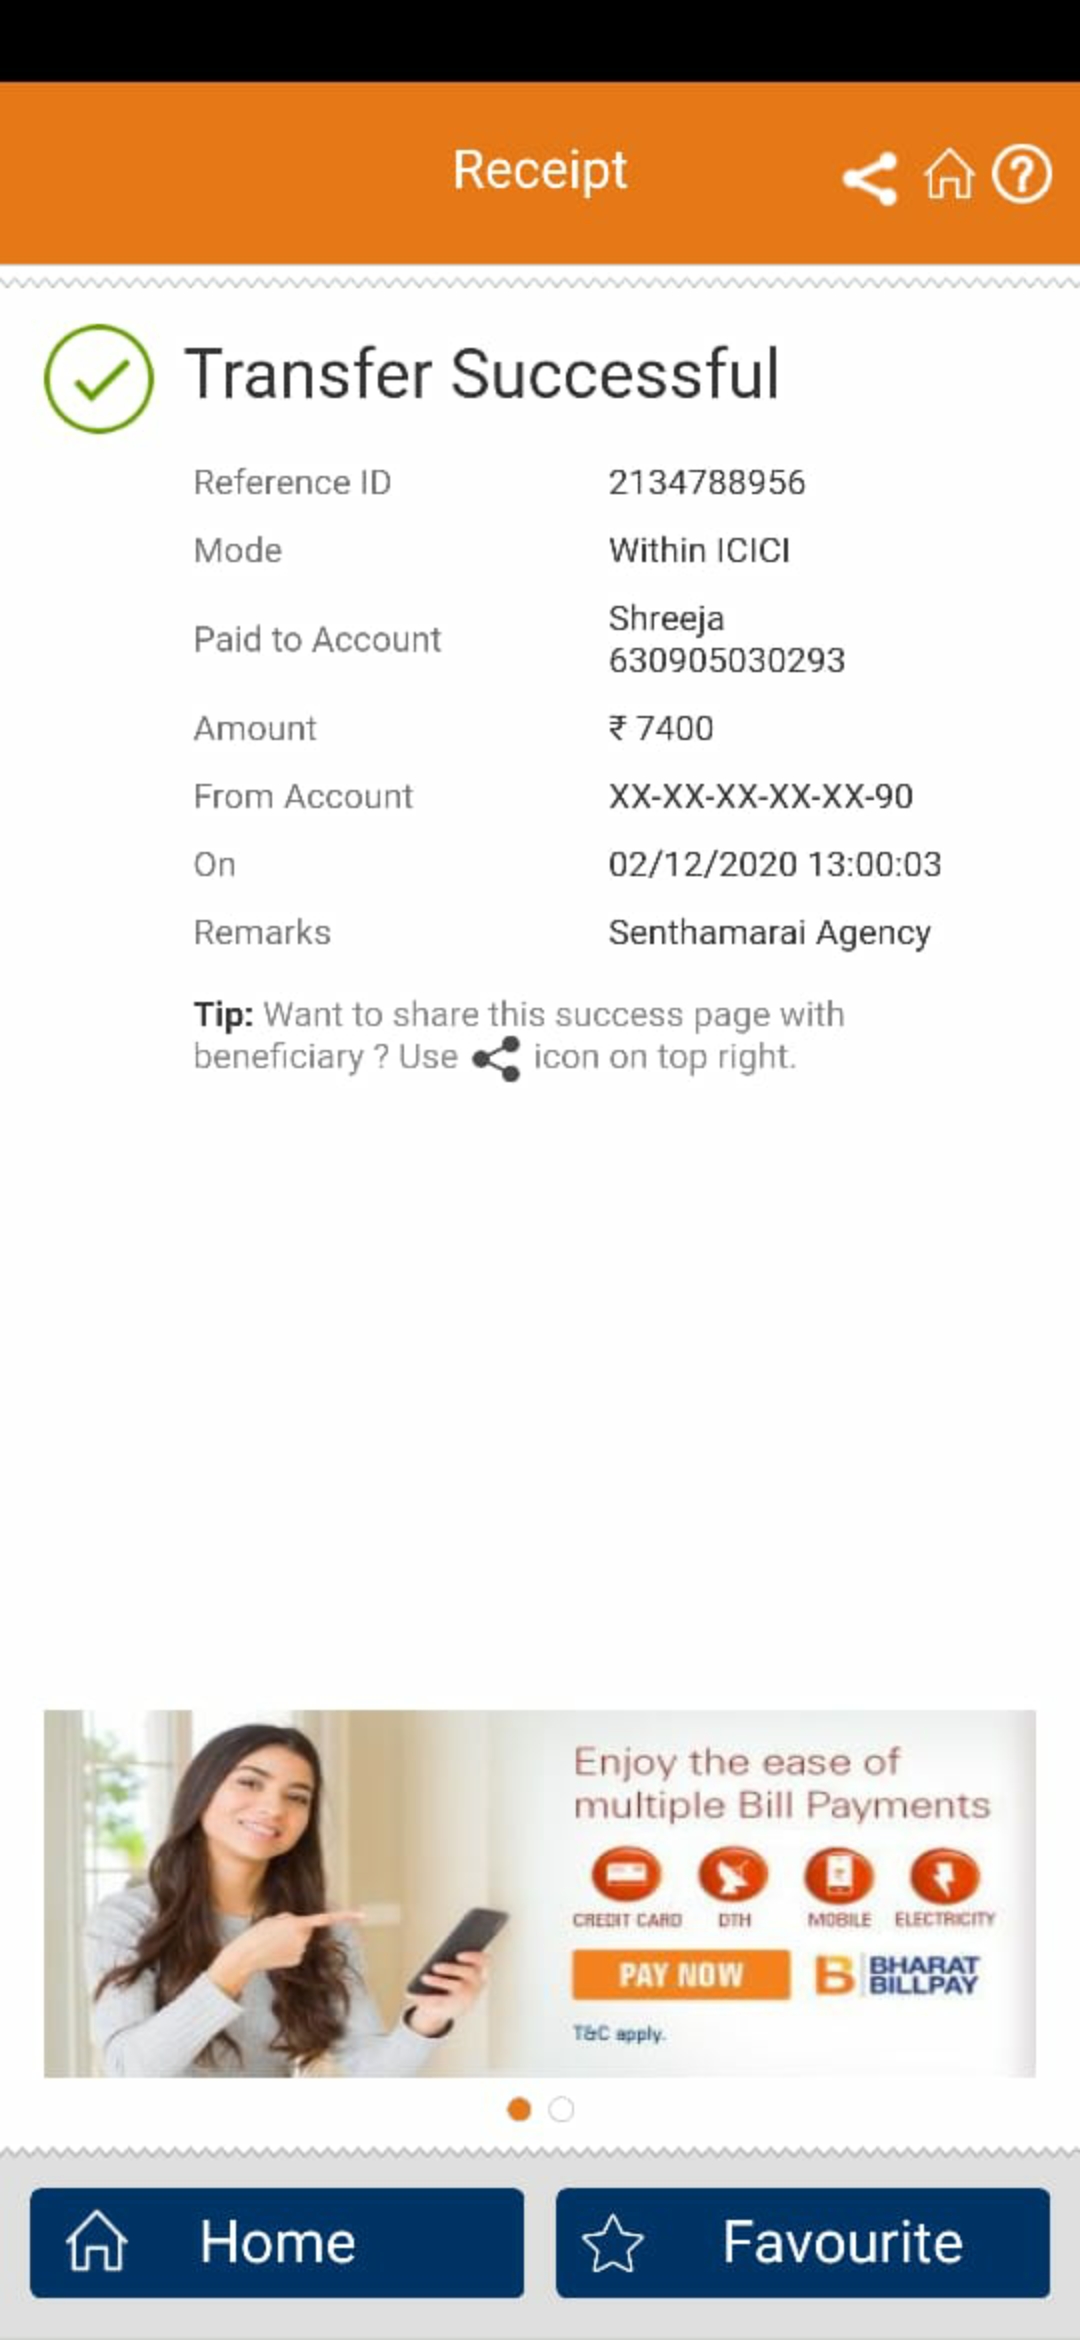 Receipt
Transfer Successful
Reference ID 2134788956
Mode Within ICICI
Paid to Account Shreeja
630905030293
Amount ₹ 7400
From Account XX-XX-XX-XX-XX-90
On 02/12/2020 13:00:03
Remarks Senthamarai Agency
Tip: Want to share this success page with
beneficiary ? Use icon on top right.
Enjoy the ease of
multiple Bill Payments
CREDIT CARD DTH MOBILE ELECTRICITY
PAY NOW B BHARAT
BILLPAY
T&C apply.
Home Favourite